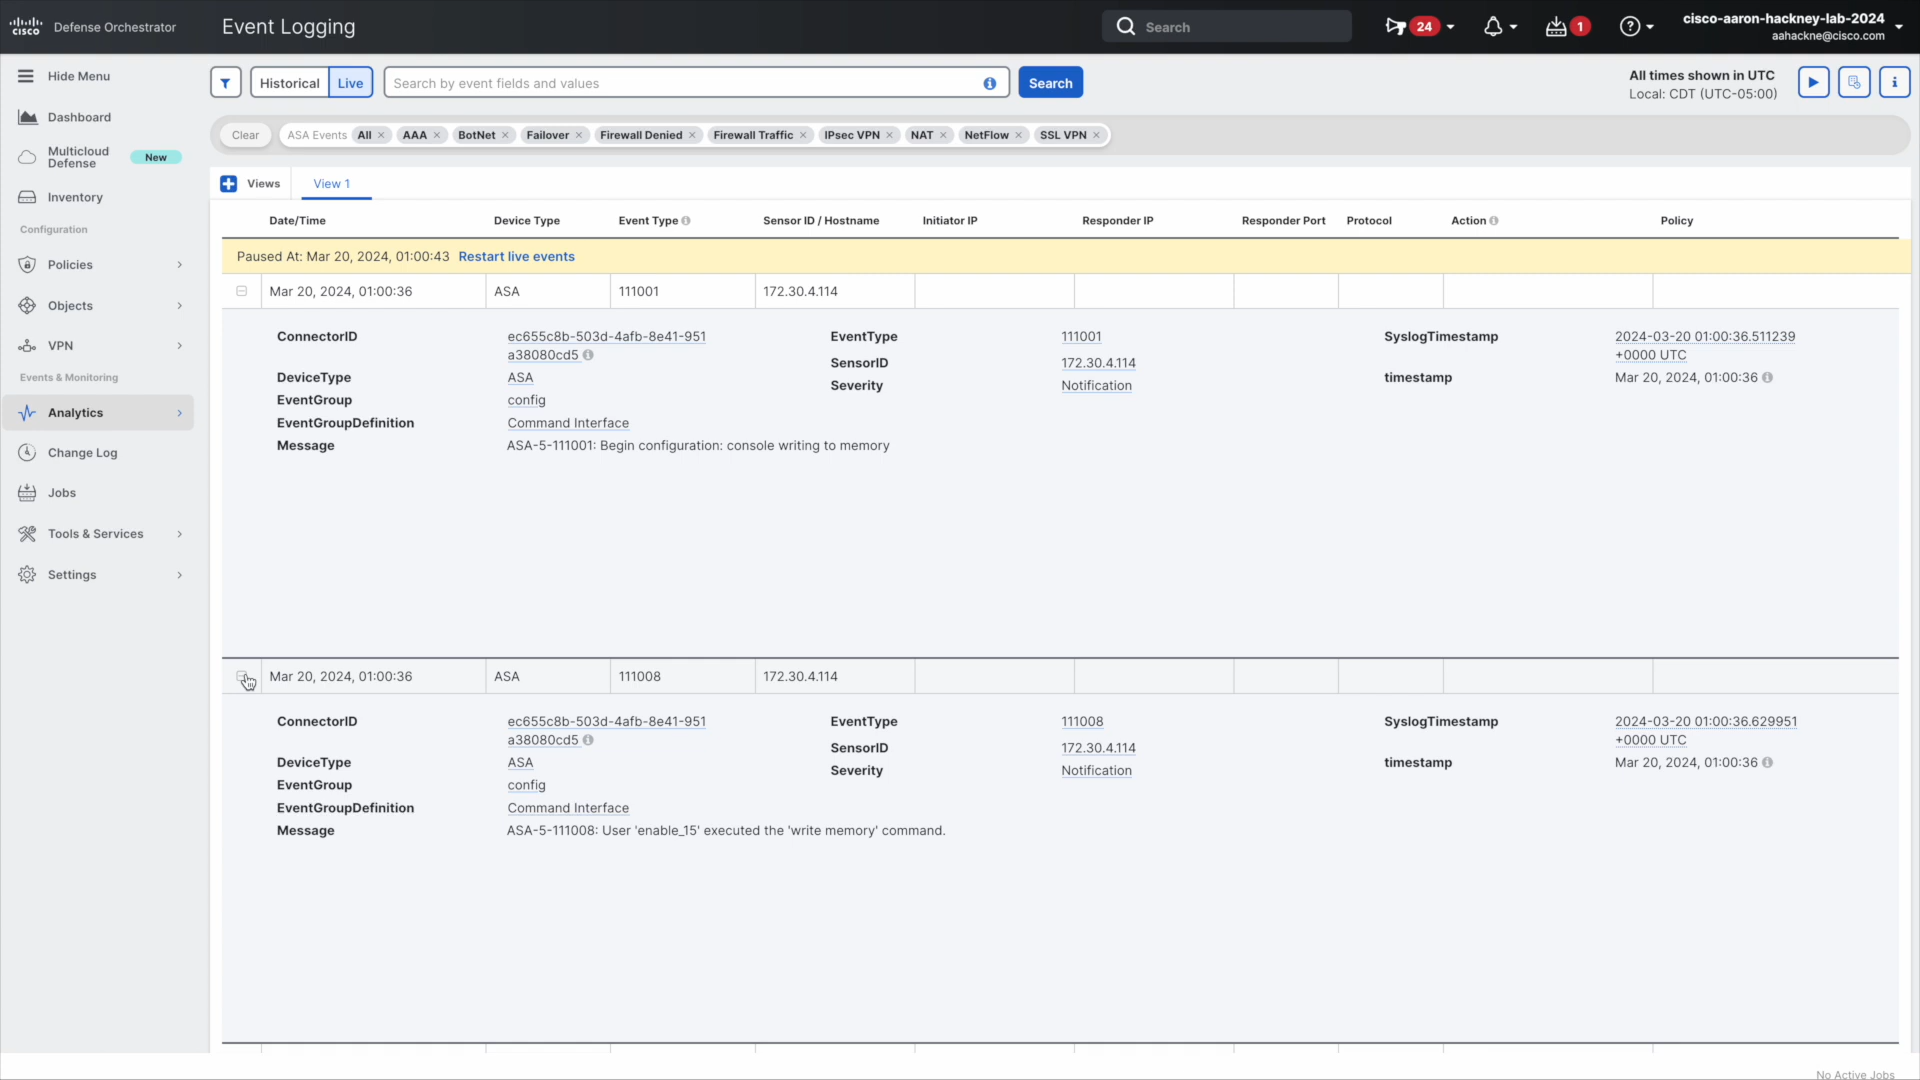 cisco Defense Orchestrator
Event Logging
Search
24
1
cisco-aaron-hackney-lab-2024
aahackne@cisco.com
Hide Menu
Dashboard
Multicloud
Defense
New
Inventory
Configuration
Policies
Objects
VPN
Events & Monitoring
Analytics
Change Log
Jobs
Tools & Services
Settings
Historical Live Search by event fields and values Search
All times shown in UTC
Local: CDT (UTC-05:00)
Clear ASA Events All AAA BotNet Failover Firewall Denied Firewall Traffic IPsec VPN NAT NetFlow SSL VPN
Views View 1
Date/Time Device Type Event Type Sensor ID / Hostname Initiator IP Responder IP Responder Port Protocol Action Policy
Paused At: Mar 20, 2024, 01:00:43 Restart live events
Mar 20, 2024, 01:00:36 ASA 111001 172.30.4.114
ConnectorID ec655c8b-503d-4afb-8e41-951
a38080cd5
DeviceType ASA
EventGroup config
EventGroupDefinition Command Interface
Message ASA-5-111001: Begin configuration: console writing to memory
EventType 111001
SensorID 172.30.4.114
Severity Notification
SyslogTimestamp 2024-03-20 01:00:36.511239
+0000 UTC
timestamp Mar 20, 2024, 01:00:36
Mar 20, 2024, 01:00:36 ASA 111008 172.30.4.114
ConnectorID ec655c8b-503d-4afb-8e41-951
a38080cd5
DeviceType ASA
EventGroup config
EventGroupDefinition Command Interface
Message ASA-5-111008: User 'enable_15' executed the 'write memory' command.
EventType 111008
SensorID 172.30.4.114
Severity Notification
SyslogTimestamp 2024-03-20 01:00:36.629951
+0000 UTC
timestamp Mar 20, 2024, 01:00:36
No Active Jobs